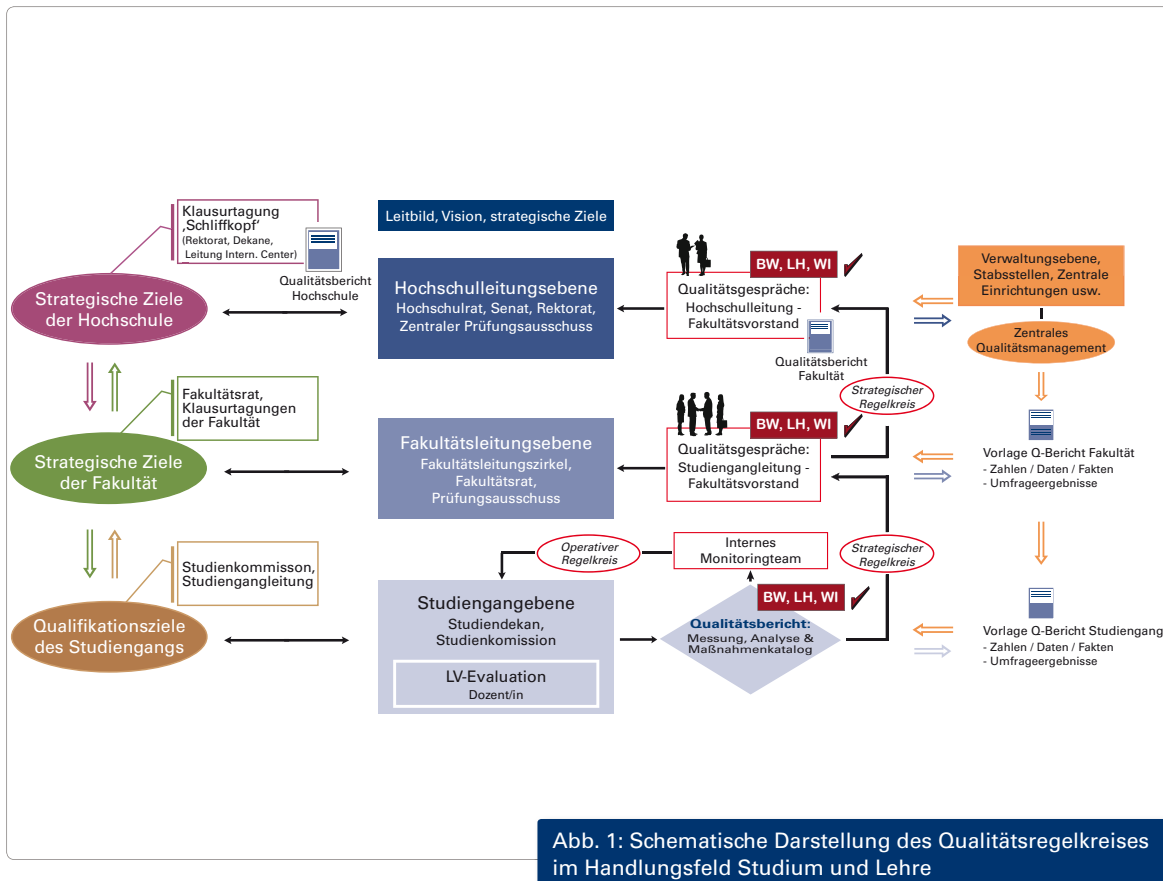 Klausurtagung
‚Schliffkopf‘
(Rektorat, Dekane,
Leitung Intern. Center)
Qualitätsbericht
Hochschule
Strategische Ziele
der Hochschule
Leitbild, Vision, strategische Ziele
Hochschulleitungsebene
Hochschulrat, Senat, Rektorat,
Zentraler Prüfungsausschuss
BW, LH, WI
Qualitätsgespräche:
Hochschulleitung -
Fakultätsvorstand
Qualitätsbericht
Fakultät
Verwaltungsebene,
Stabsstellen, Zentrale
Einrichtungen usw.
Zentrales
Qualitätsmanagement
Strategischer
Regelkreis
Fakultätsrat,
Klausurtagungen
der Fakultät
Strategische Ziele
der Fakultät
Fakultätsleitungsebene
Fakultätsleitungszirkel,
Fakultätsrat,
Prüfungsausschuss
BW, LH, WI
Qualitätsgespräche:
Studiengangleitung -
Fakultätsvorstand
Vorlage Q-Bericht Fakultät
- Zahlen / Daten / Fakten
- Umfrageergebnisse
Operativer
Regelkreis
Internes
Monitoringteam
Strategischer
Regelkreis
Studienkommisson,
Studiengangleitung
Qualifikationsziele
des Studiengangs
Studiengangebene
Studiendekan,
Studienkomission
LV-Evaluation
Dozent/in
BW, LH, WI
Qualitätsbericht:
Messung, Analyse &
Maßnahmenkatalog
Vorlage Q-Bericht Studiengang
- Zahlen / Daten / Fakten
- Umfrageergebnisse
Abb. 1: Schematische Darstellung des Qualitätsregelkreises
im Handlungsfeld Studium und Lehre